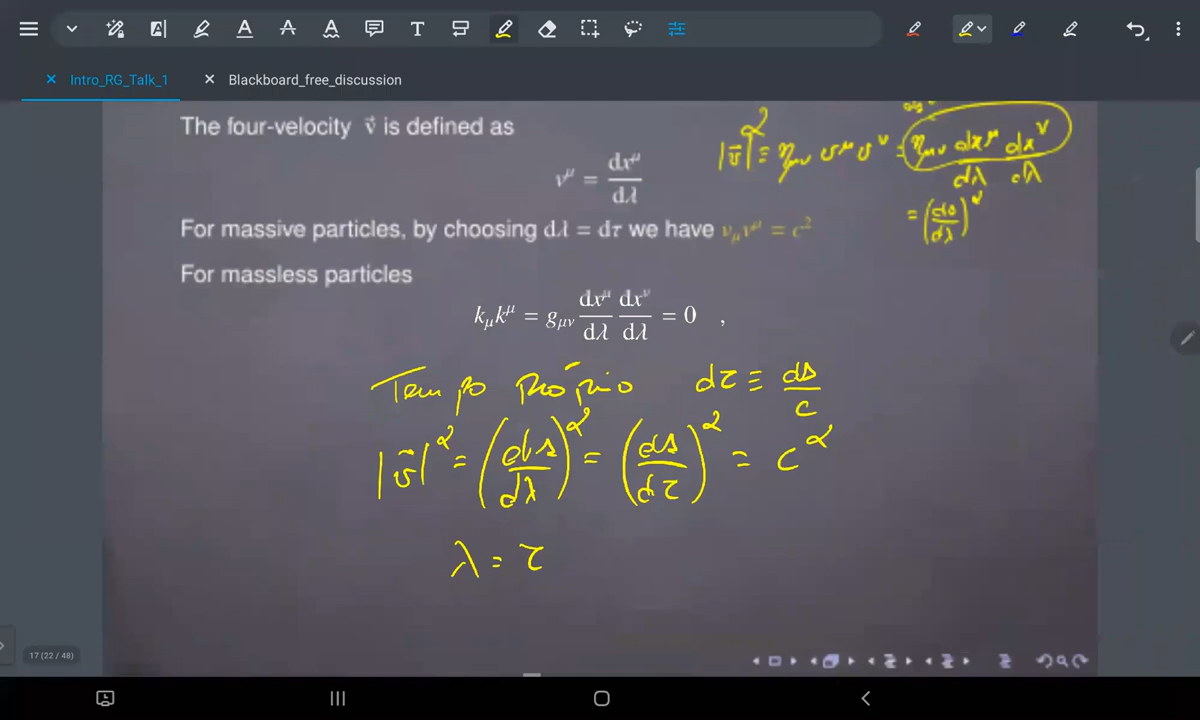 Intro_RG_Talk_1
Blackboard_free_discussion
The four-velocity v⃗ is defined as
v^μ = dx^μ/dλ
|v⃗|² ≡ η_μν v^μ v^ν = η_μν dx^μ/dλ dx^ν/dλ
= (ds/dλ)²
For massive particles, by choosing dλ = dτ we have v_μ v^μ = c²
For massless particles
k_μ k^μ = g_μν dx^μ/dλ dx^ν/dλ = 0 ,
Tempo Próprio dτ ≡ ds/c
|v⃗|² = (ds/dλ)² = (ds/dτ)² = c²
λ = τ
17 (22 / 48)